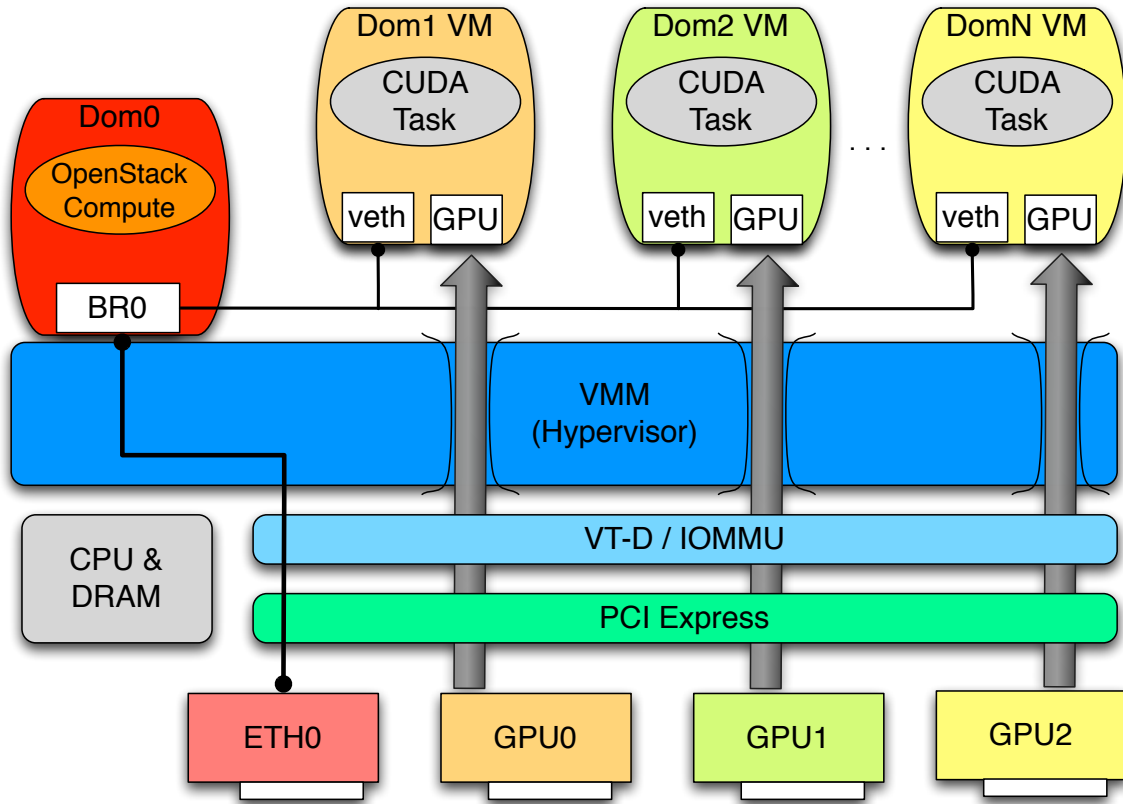 Dom1 VM
CUDA
Task
veth
GPU
Dom2 VM
CUDA
Task
veth
GPU
. . .
DomN VM
CUDA
Task
veth
GPU
Dom0
OpenStack
Compute
BR0
VMM
(Hypervisor)
VT-D / IOMMU
CPU &
DRAM
PCI Express
ETH0
GPU0
GPU1
GPU2